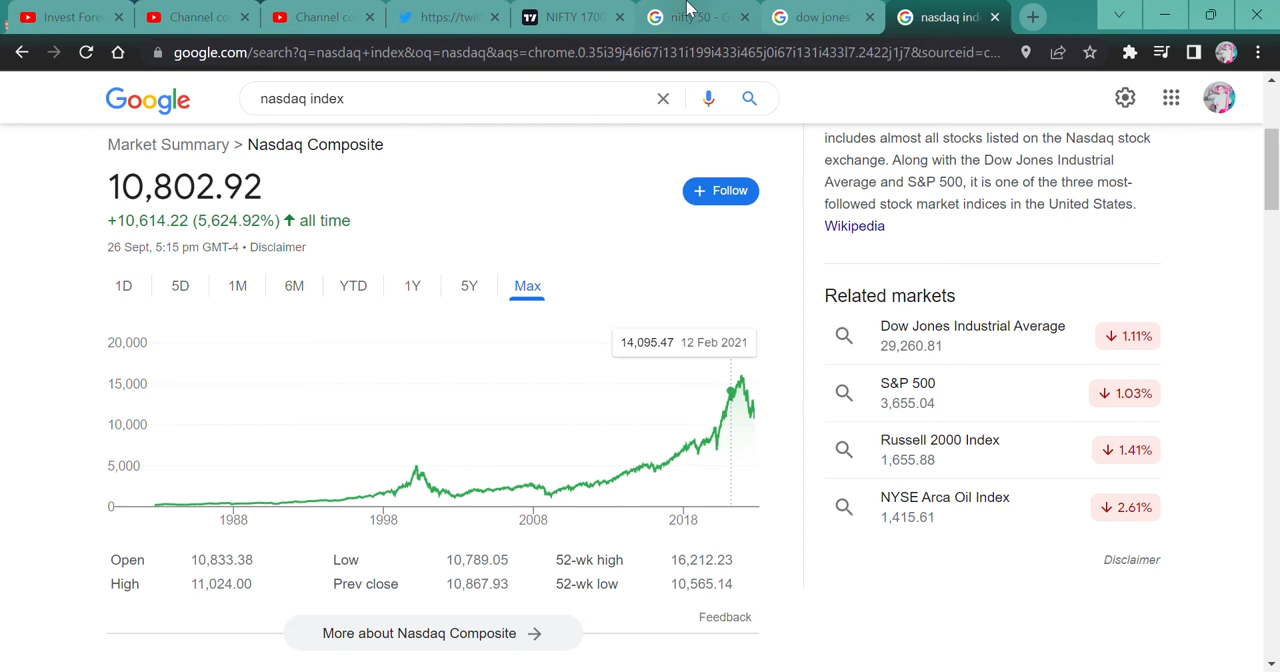 Invest Fore
Channel co
Channel co
https://twit
NIFTY 1700
nifty 50 - G
dow jones
nasdaq ind
google.com/search?q=nasdaq+index&oq=nasdaq&aqs=chrome.0.35i39j46i67i131i199i433i465j0i67i131i433l7.2422j1j7&sourceid=c...
Google
nasdaq index
Market Summary > Nasdaq Composite
10,802.92
+ Follow
+10,614.22 (5,624.92%) ↑ all time
26 Sept, 5:15 pm GMT-4 • Disclaimer
1D 5D 1M 6M YTD 1Y 5Y Max
14,095.47 12 Feb 2021
20,000
15,000
10,000
5,000
0
1988 1998 2008 2018
Open 10,833.38 Low 10,789.05 52-wk high 16,212.23
High 11,024.00 Prev close 10,867.93 52-wk low 10,565.14
Feedback
More about Nasdaq Composite →
includes almost all stocks listed on the Nasdaq stock
exchange. Along with the Dow Jones Industrial
Average and S&P 500, it is one of the three most-
followed stock market indices in the United States.
Wikipedia
Related markets
Dow Jones Industrial Average
29,260.81
↓ 1.11%
S&P 500
3,655.04
↓ 1.03%
Russell 2000 Index
1,655.88
↓ 1.41%
NYSE Arca Oil Index
1,415.61
↓ 2.61%
Disclaimer